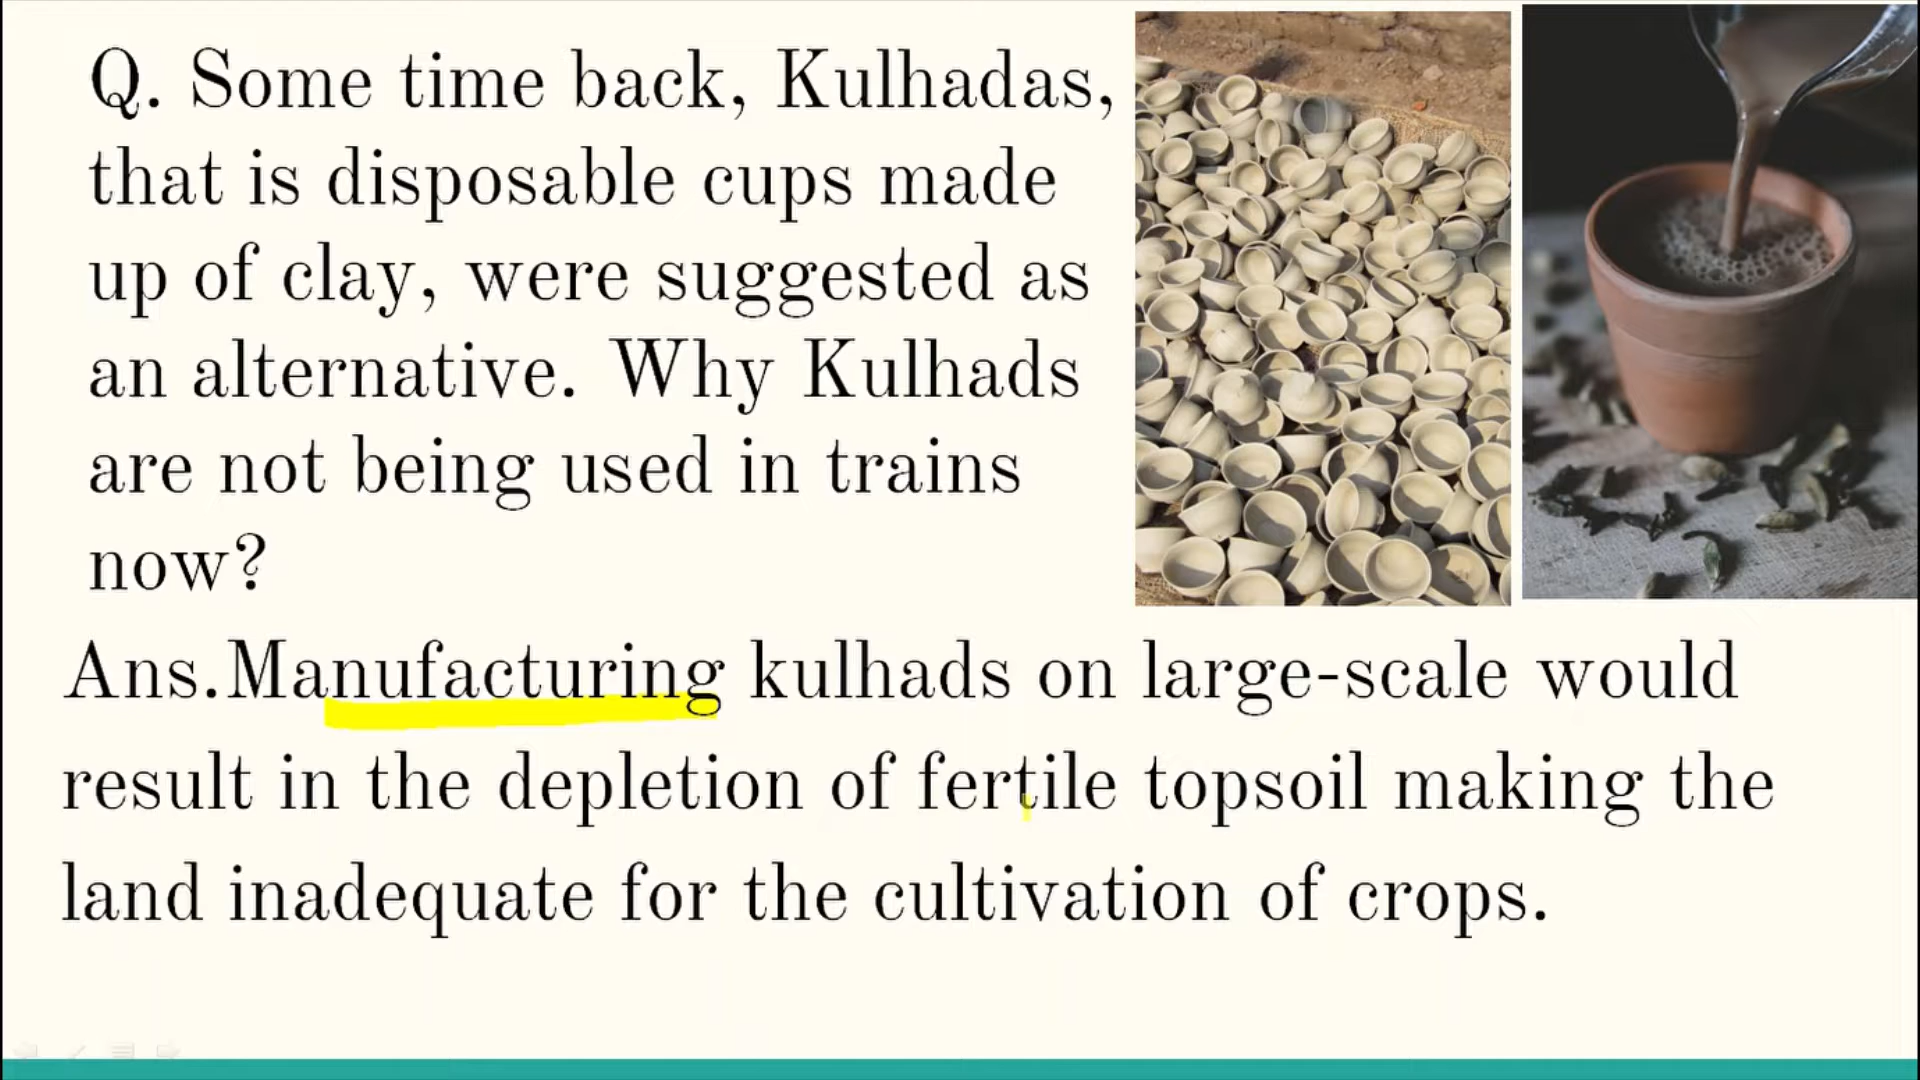 Q. Some time back, Kulhadas,
that is disposable cups made
up of clay, were suggested as
an alternative. Why Kulhads
are not being used in trains
now?
Ans.Manufacturing kulhads on large-scale would
result in the depletion of fertile topsoil making the
land inadequate for the cultivation of crops.